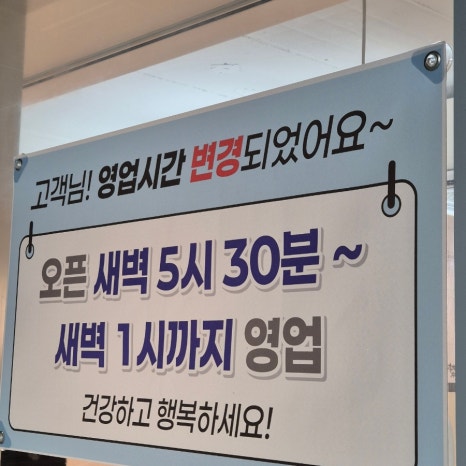 고객님! 영업시간 변경되었어요~
오픈 새벽 5시 30분 ~
새벽 1시까지 영업
건강하고 행복하세요!